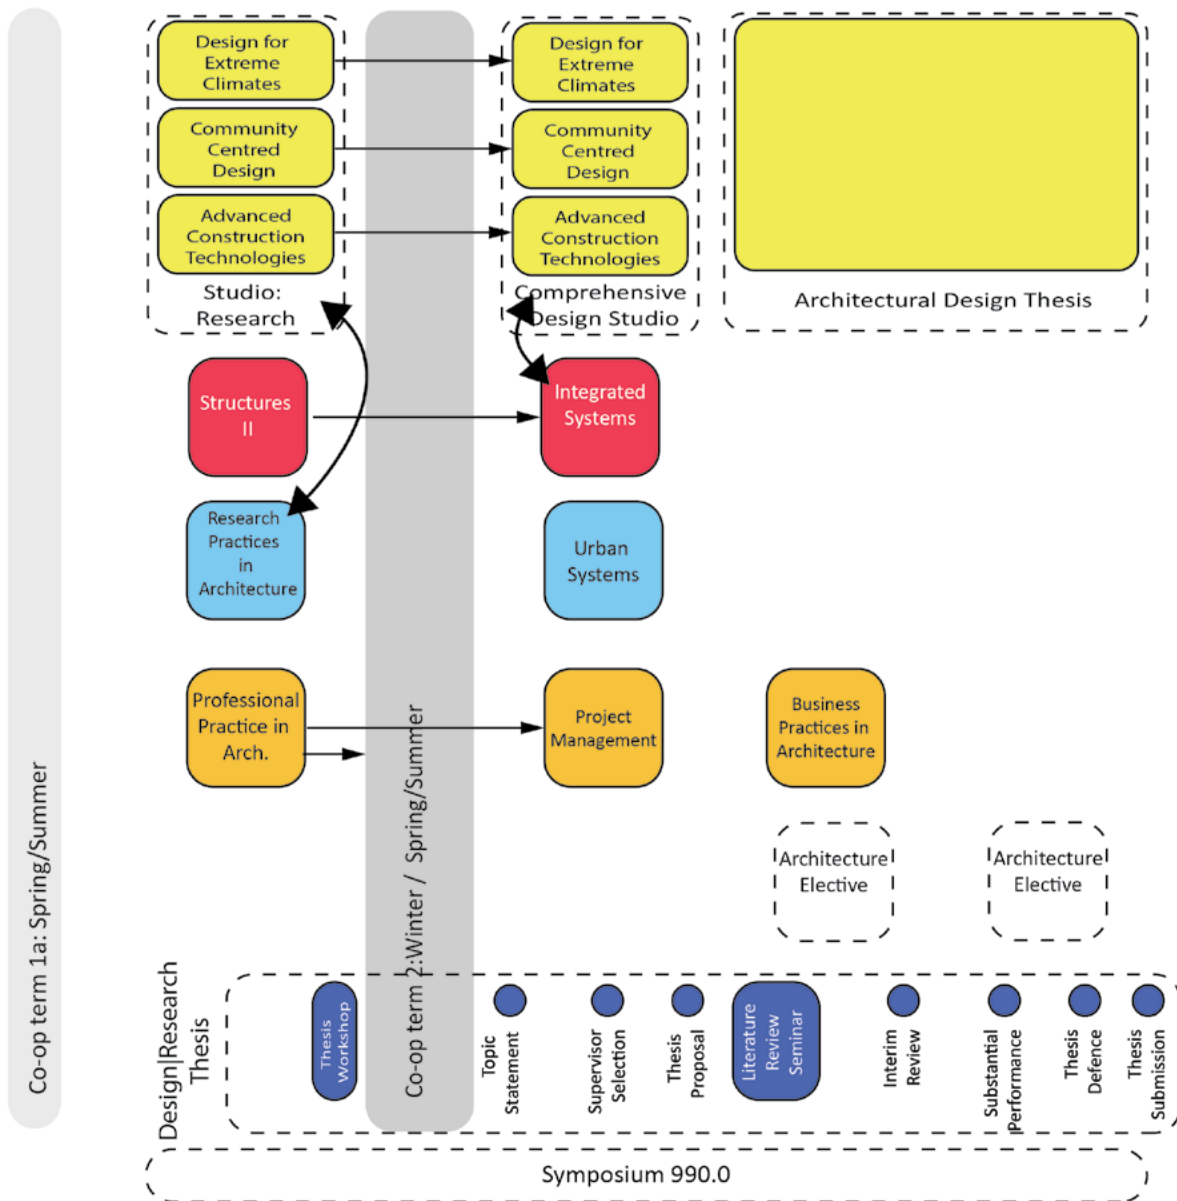 Design for
Extreme
Climates
Design for
Extreme
Climates
Community
Centred
Design
Community
Centred
Design
Advanced
Construction
Technologies
Advanced
Construction
Technologies
Studio:
Research
Comprehensive
Design Studio
Architectural Design Thesis
Structures
II
Integrated
Systems
Research
Practices
in
Architecture
Urban
Systems
Professional
Practice in
Arch.
Project
Management
Business
Practices in
Architecture
Architecture
Elective
Architecture
Elective
Co-op term 1a: Spring/Summer
Co-op term 2:Winter / Spring/Summer
Design|Research
Thesis
Thesis
Workshop
Topic
Statement
Supervisor
Selection
Thesis
Proposal
Literature
Review
Seminar
Interim
Review
Substantial
Performance
Thesis
Defence
Thesis
Submission
Symposium 990.0